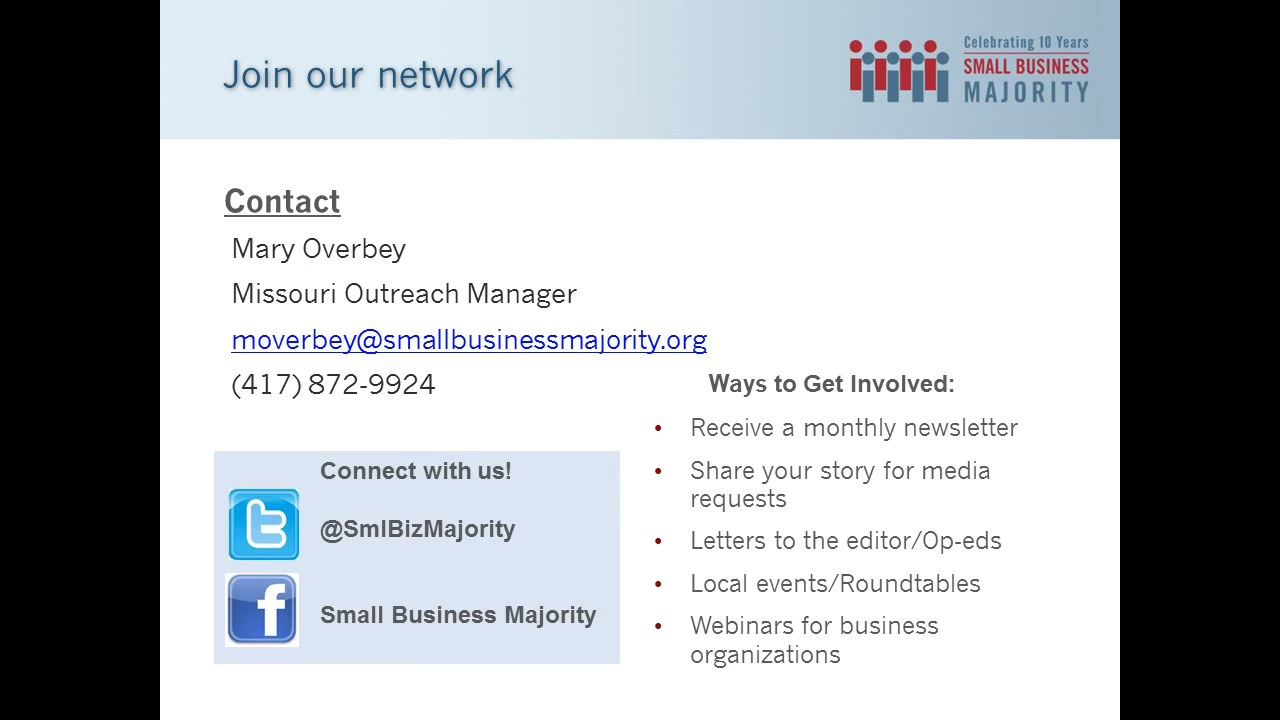 Join our network
Celebrating 10 Years
SMALL BUSINESS
MAJORITY
Contact
Mary Overbey
Missouri Outreach Manager
moverbey@smallbusinessmajority.org
(417) 872-9924
Connect with us!
@SmlBizMajority
Small Business Majority
Ways to Get Involved:
• Receive a monthly newsletter
• Share your story for media
requests
• Letters to the editor/Op-eds
• Local events/Roundtables
• Webinars for business
organizations